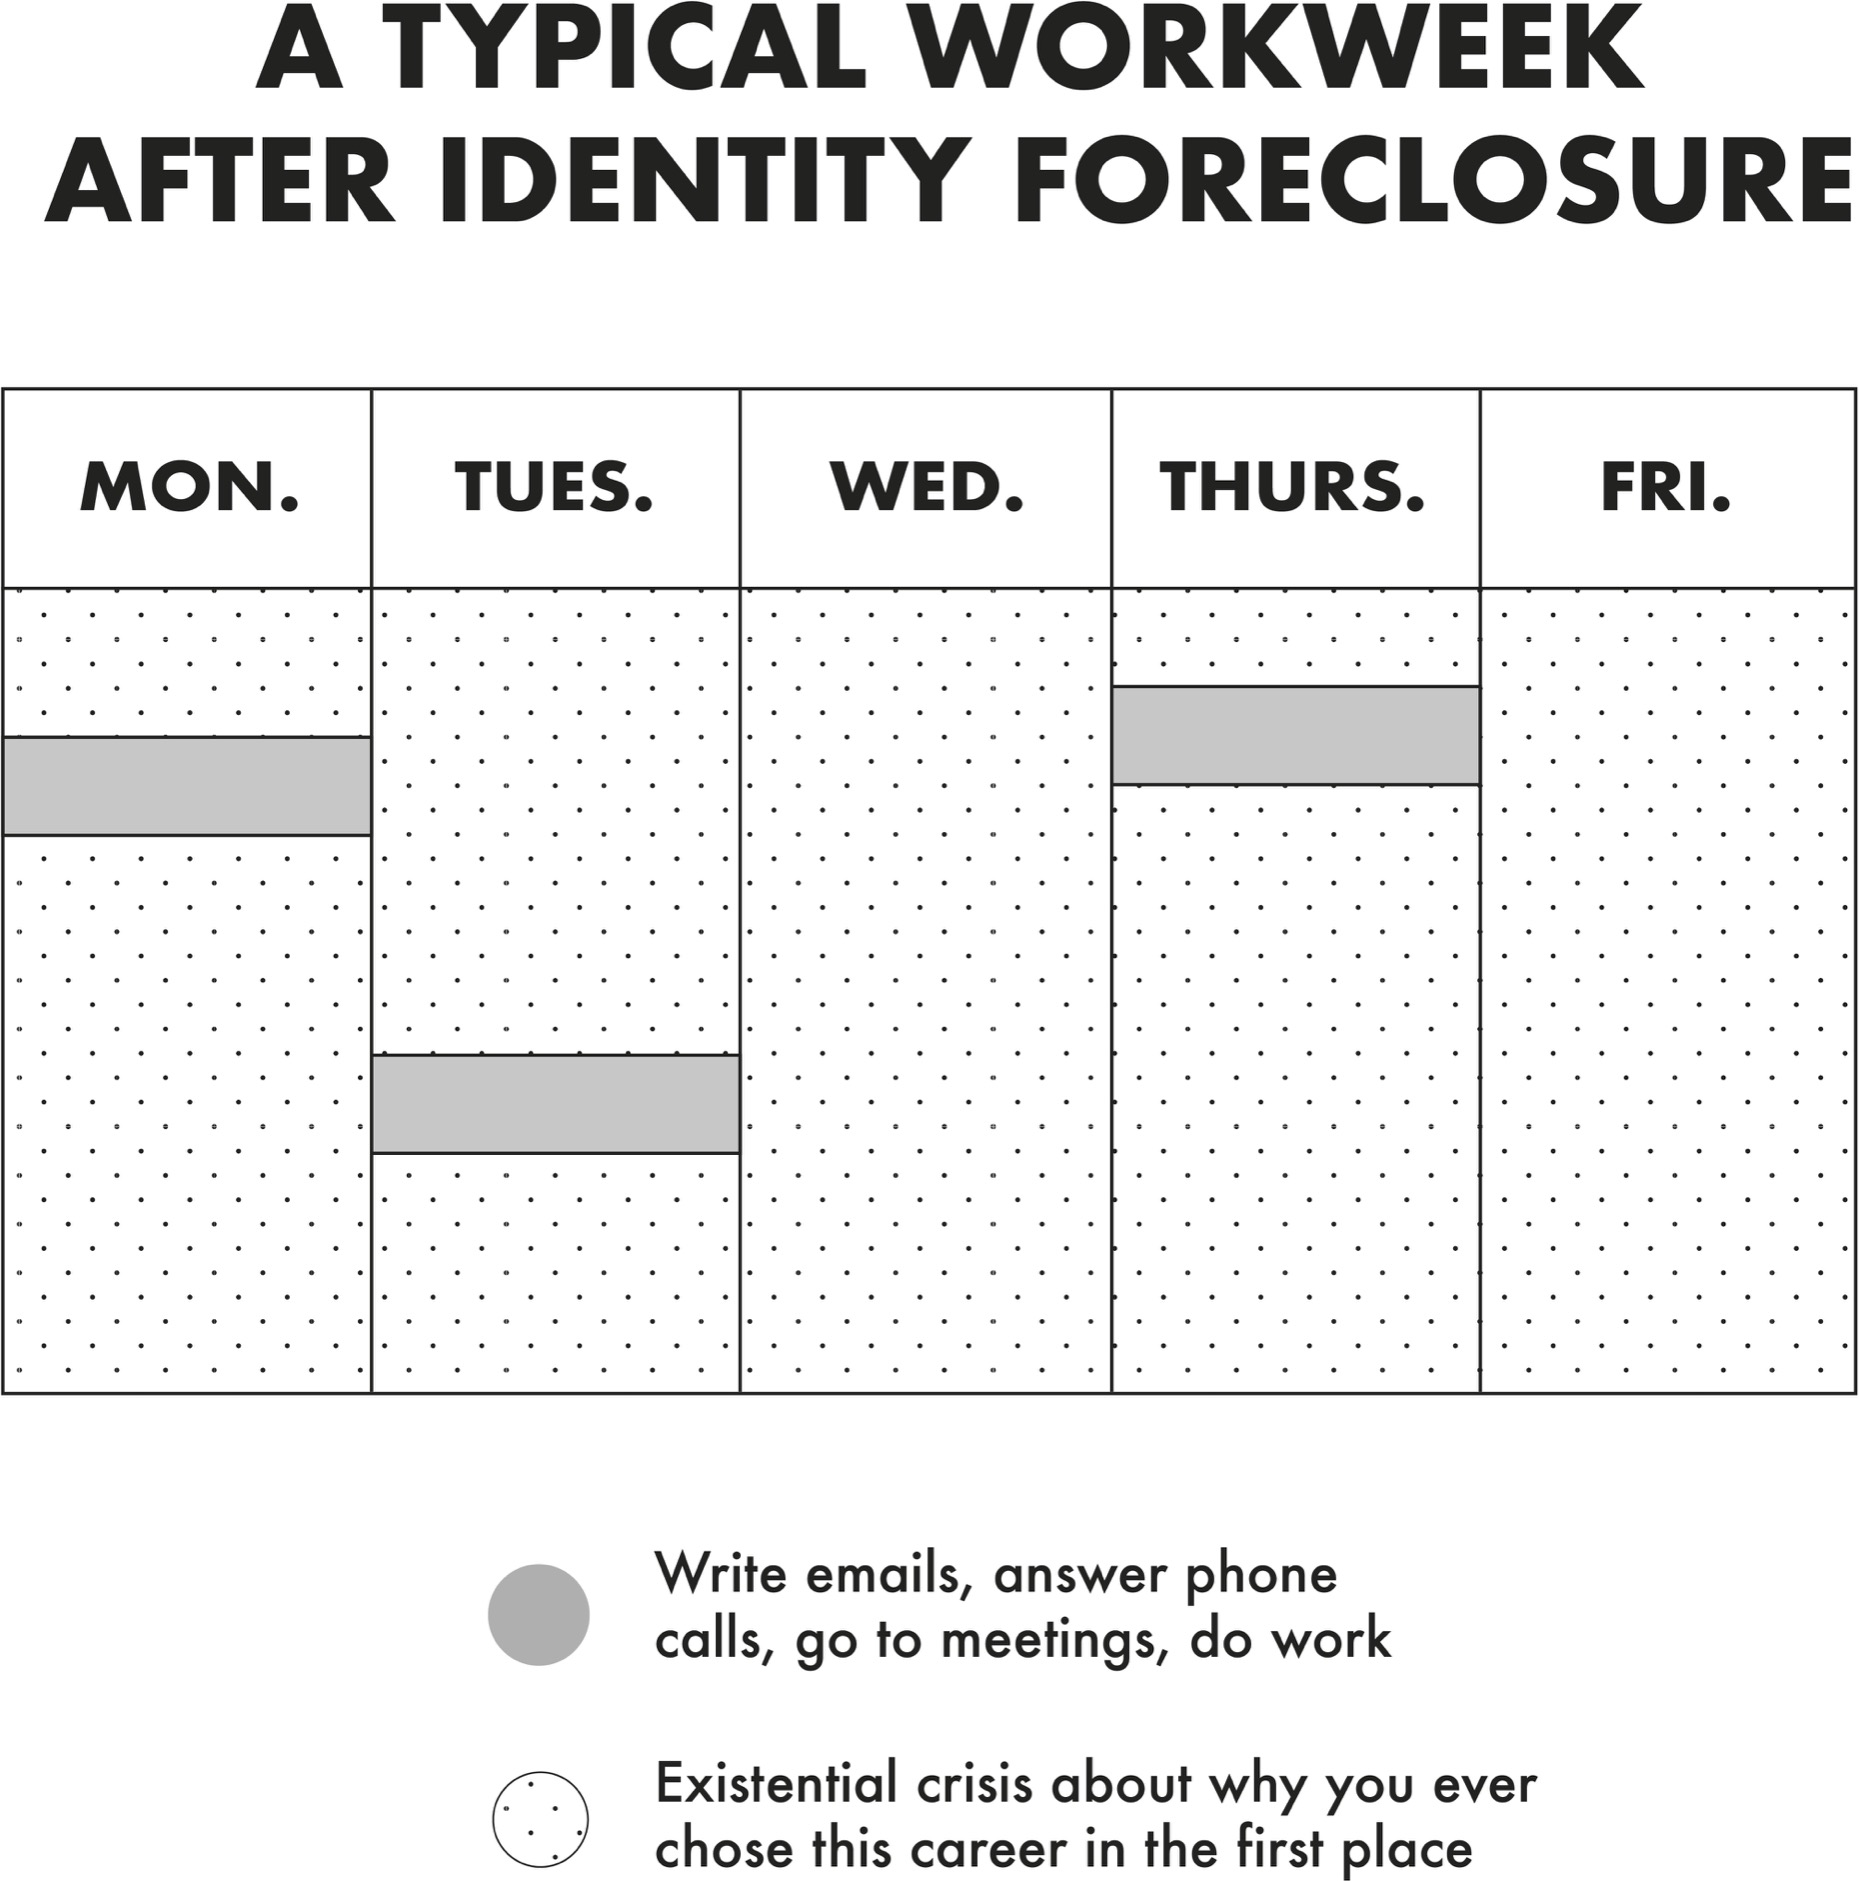 A TYPICAL WORKWEEK
AFTER IDENTITY FORECLOSURE
MON. TUES. WED. THURS. FRI.
Write emails, answer phone
calls, go to meetings, do work
Existential crisis about why you ever
chose this career in the first place